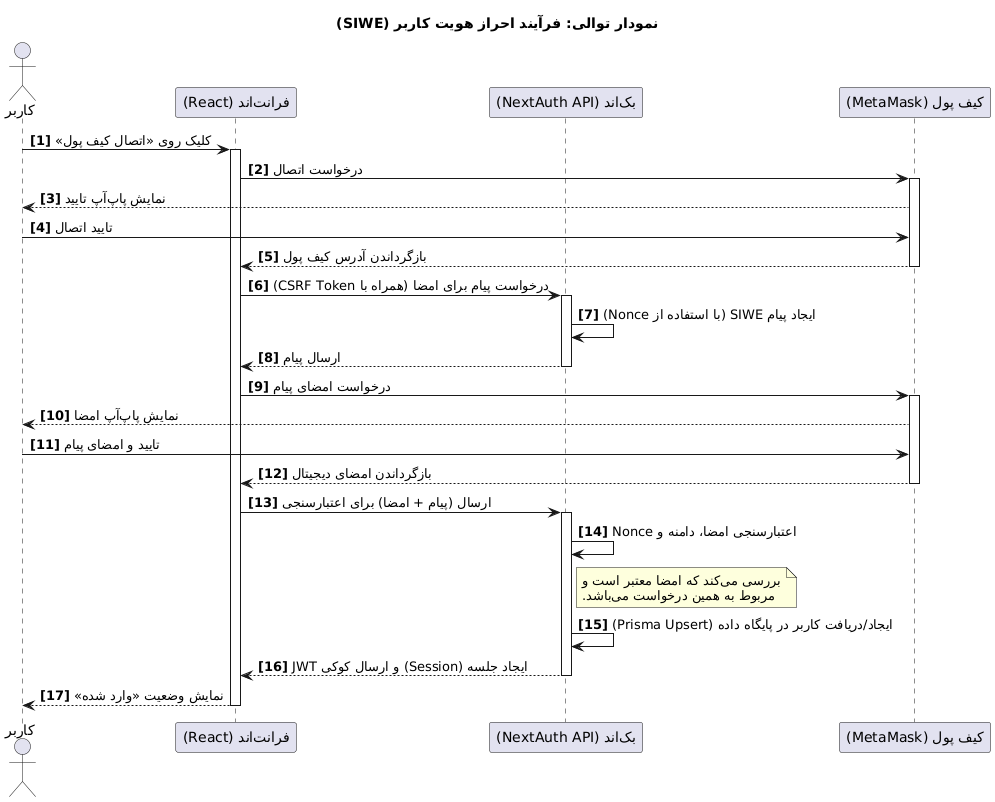 نمودار توالی: فرآیند احراز هویت کاربر (SIWE)
کاربر
فرانت‌اند (React)
بک‌اند (NextAuth API)
کیف پول (MetaMask)
[1] کلیک روی «اتصال کیف پول»
[2] درخواست اتصال
[3] نمایش پاپ‌آپ تایید
[4] تایید اتصال
[5] بازگرداندن آدرس کیف پول
[6] درخواست پیام برای امضا (همراه با CSRF Token)
[7] ایجاد پیام SIWE (با استفاده از Nonce)
[8] ارسال پیام
[9] درخواست امضای پیام
[10] نمایش پاپ‌آپ امضا
[11] تایید و امضای پیام
[12] بازگرداندن امضای دیجیتال
[13] ارسال (پیام + امضا) برای اعتبارسنجی
[14] اعتبارسنجی امضا، دامنه و Nonce
بررسی می‌کند که امضا معتبر است و
مربوط به همین درخواست می‌باشد.
[15] ایجاد/دریافت کاربر در پایگاه داده (Prisma Upsert)
[16] ایجاد جلسه (Session) و ارسال کوکی JWT
[17] نمایش وضعیت «وارد شده»
کاربر
فرانت‌اند (React)
بک‌اند (NextAuth API)
کیف پول (MetaMask)